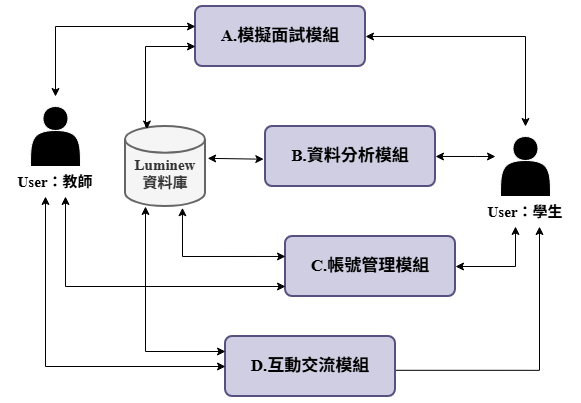 A.模擬面試模組
Luminew
資料庫
B.資料分析模組
User：教師
User：學生
C.帳號管理模組
D.互動交流模組